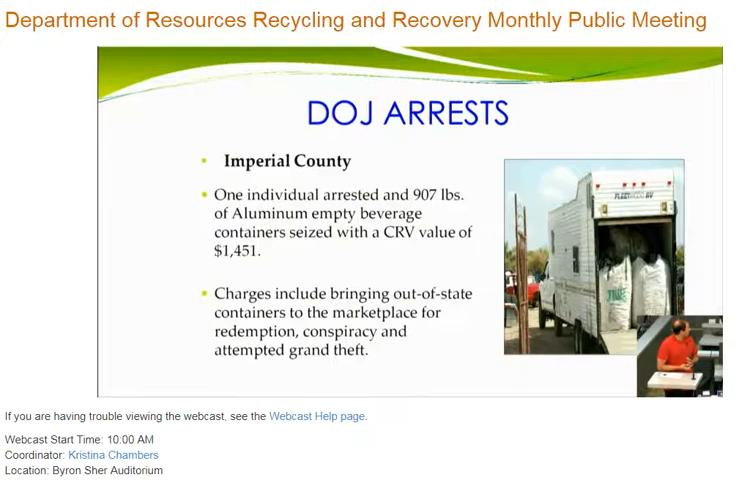 Department of Resources Recycling and Recovery Monthly Public Meeting
DOJ ARRESTS
• Imperial County
• One individual arrested and 907 lbs.
of Aluminum empty beverage
containers seized with a CRV value of
$1,451.
• Charges include bringing out-of-state
containers to the marketplace for
redemption, conspiracy and
attempted grand theft.
If you are having trouble viewing the webcast, see the Webcast Help page.
Webcast Start Time: 10:00 AM
Coordinator: Kristina Chambers
Location: Byron Sher Auditorium